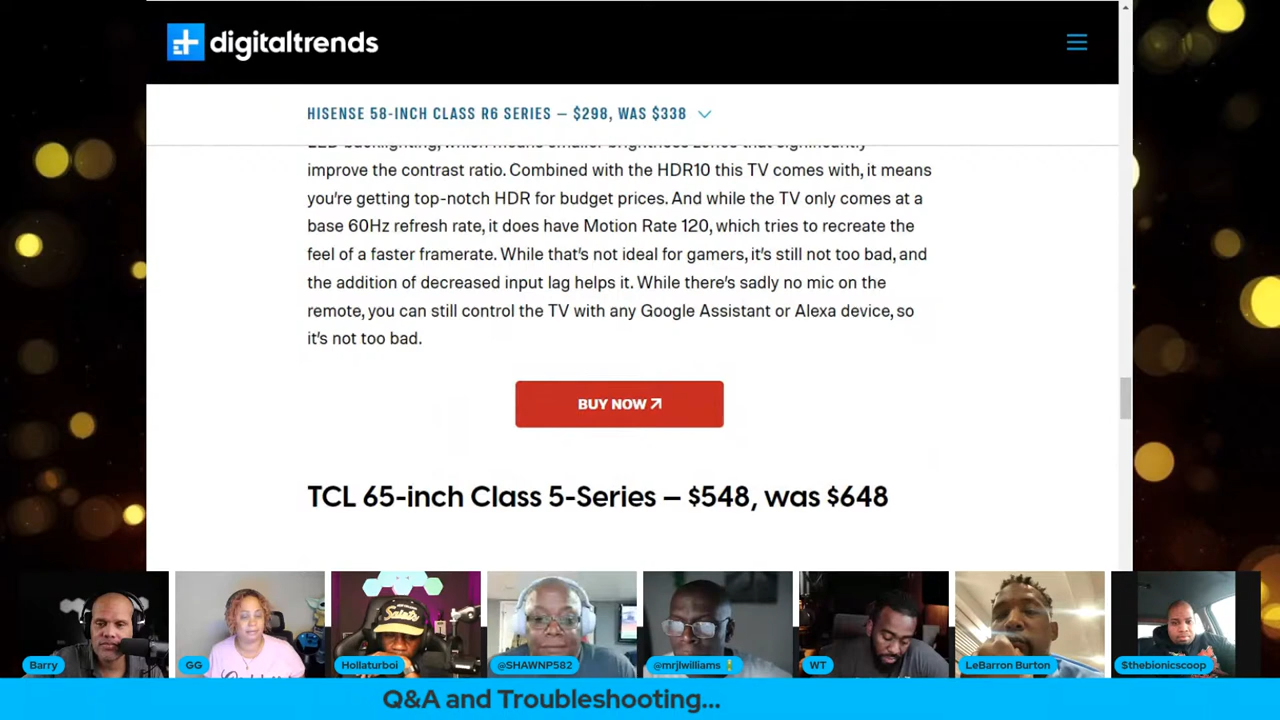 digitaltrends
HISENSE 58-INCH CLASS R6 SERIES – $298, WAS $338
LED backlighting, which means smaller brightness zones that significantly
improve the contrast ratio. Combined with the HDR10 this TV comes with, it means
you're getting top-notch HDR for budget prices. And while the TV only comes at a
base 60Hz refresh rate, it does have Motion Rate 120, which tries to recreate the
feel of a faster framerate. While that's not ideal for gamers, it's still not too bad, and
the addition of decreased input lag helps it. While there's sadly no mic on the
remote, you can still control the TV with any Google Assistant or Alexa device, so
it's not too bad.
BUY NOW
TCL 65-inch Class 5-Series – $548, was $648
Saints
Barry
GG
Hollaturboi
@SHAWNP582
@mrjlwilliams
WT
LeBarron Burton
$thebionicscoop
Q&A and Troubleshooting...